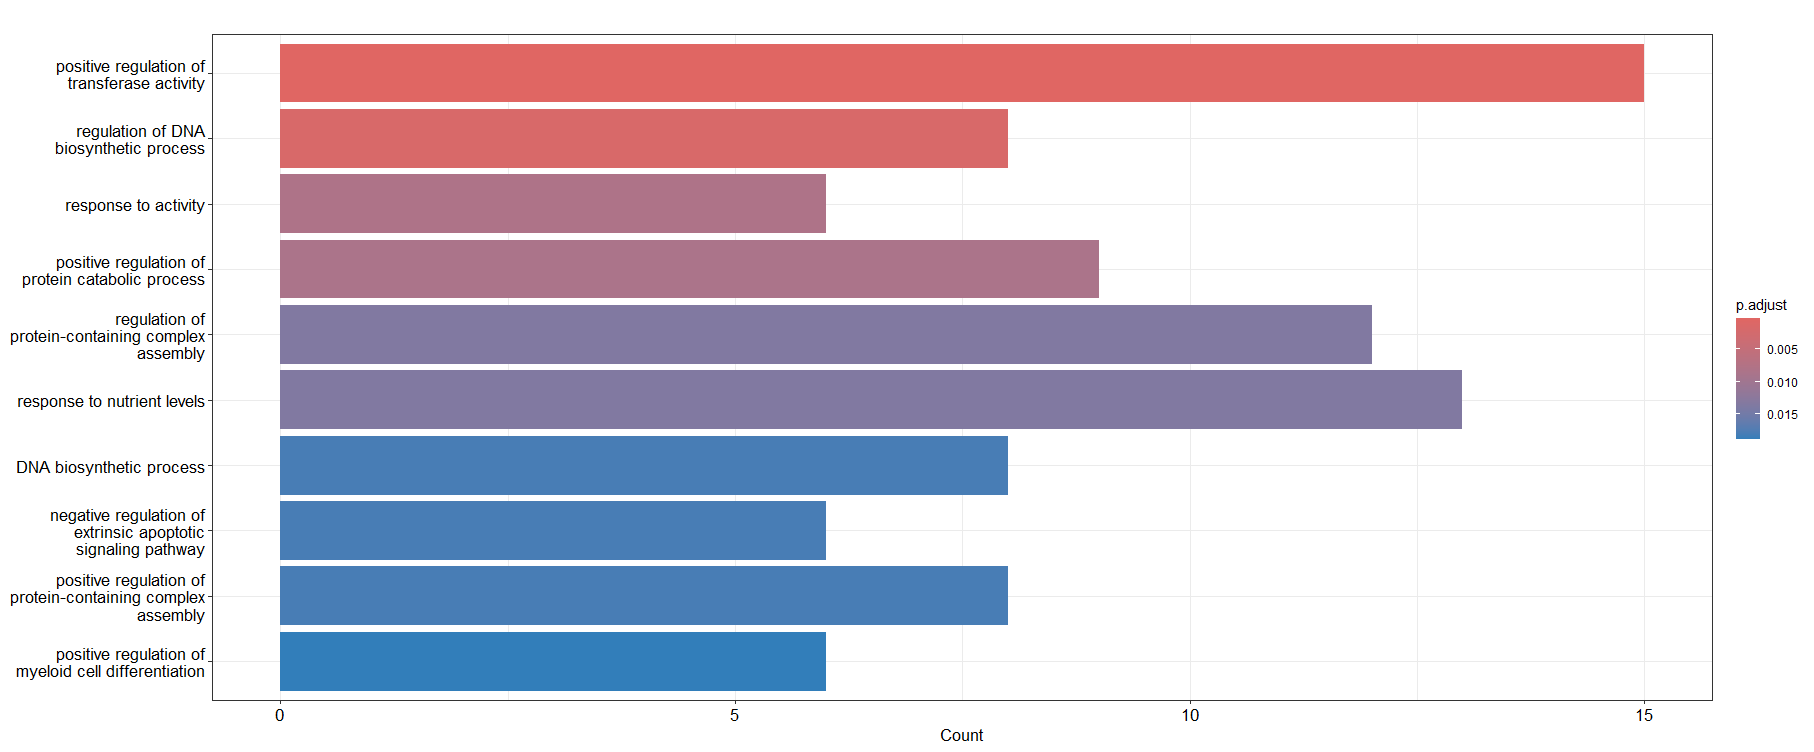 positive regulation of
transferase activity
regulation of DNA
biosynthetic process
response to activity
positive regulation of
protein catabolic process
regulation of
protein-containing complex
assembly
response to nutrient levels
DNA biosynthetic process
negative regulation of
extrinsic apoptotic
signaling pathway
positive regulation of
protein-containing complex
assembly
positive regulation of
myeloid cell differentiation
0 5 10 15
Count
p.adjust
0.005
0.010
0.015